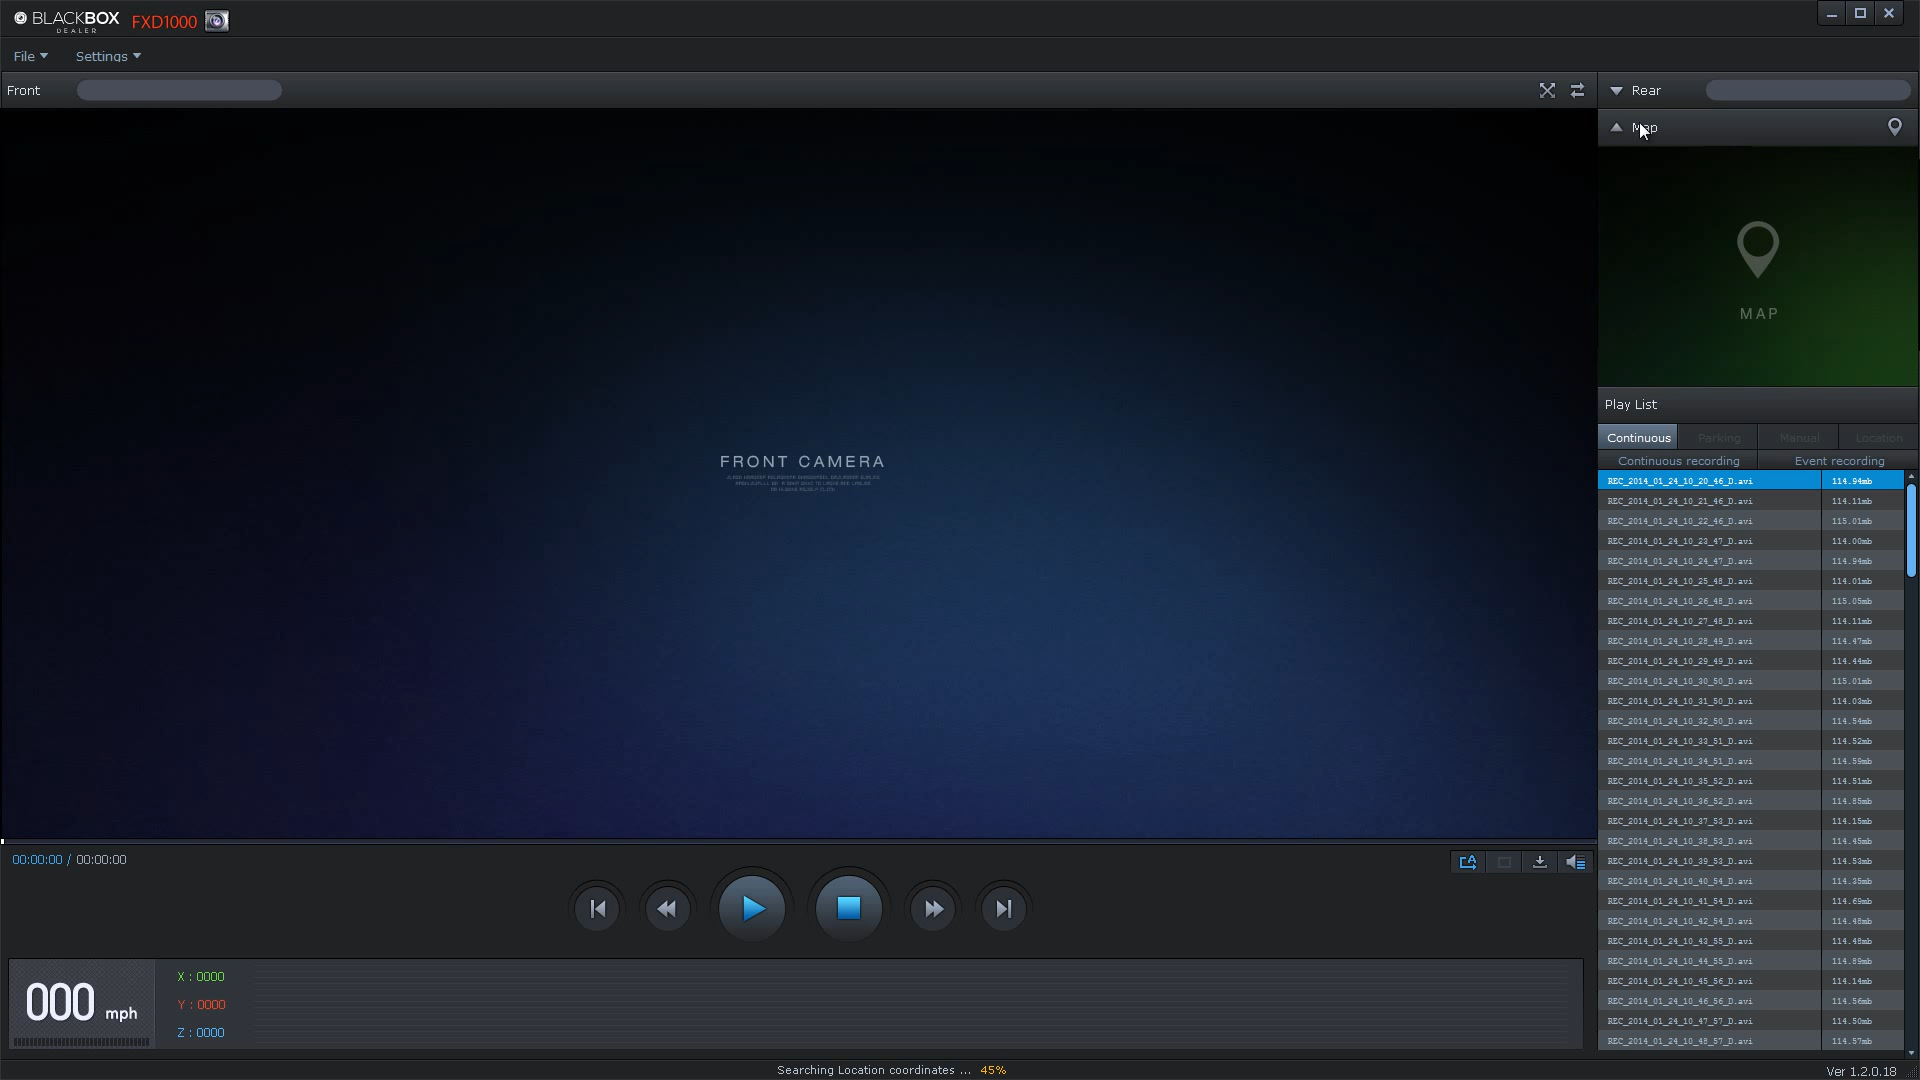 BLACKBOX FXD1000
DEALER
File Settings
Front
Rear
Map
MAP
Play List
Continuous Parking Manual Location
Continuous recording Event recording
REC_2014_01_24_10_20_46_D.avi 114.94mb
REC_2014_01_24_10_21_46_D.avi 114.11mb
REC_2014_01_24_10_22_46_D.avi 115.01mb
REC_2014_01_24_10_23_47_D.avi 114.00mb
REC_2014_01_24_10_24_47_D.avi 114.94mb
REC_2014_01_24_10_25_48_D.avi 114.01mb
REC_2014_01_24_10_26_48_D.avi 115.05mb
REC_2014_01_24_10_27_48_D.avi 114.11mb
REC_2014_01_24_10_28_49_D.avi 114.47mb
REC_2014_01_24_10_29_49_D.avi 114.44mb
REC_2014_01_24_10_30_50_D.avi 115.01mb
REC_2014_01_24_10_31_50_D.avi 114.03mb
REC_2014_01_24_10_32_50_D.avi 114.54mb
REC_2014_01_24_10_33_51_D.avi 114.52mb
REC_2014_01_24_10_34_51_D.avi 114.59mb
REC_2014_01_24_10_35_52_D.avi 114.51mb
REC_2014_01_24_10_36_52_D.avi 114.85mb
REC_2014_01_24_10_37_53_D.avi 114.15mb
REC_2014_01_24_10_38_53_D.avi 114.45mb
REC_2014_01_24_10_39_53_D.avi 114.53mb
REC_2014_01_24_10_40_54_D.avi 114.35mb
REC_2014_01_24_10_41_54_D.avi 114.69mb
REC_2014_01_24_10_42_54_D.avi 114.48mb
REC_2014_01_24_10_43_55_D.avi 114.48mb
REC_2014_01_24_10_44_55_D.avi 114.89mb
REC_2014_01_24_10_45_56_D.avi 114.14mb
REC_2014_01_24_10_46_56_D.avi 114.56mb
REC_2014_01_24_10_47_57_D.avi 114.50mb
REC_2014_01_24_10_48_57_D.avi 114.57mb
FRONT CAMERA
00:00:00 / 00:00:00
000 mph
X : 0000
Y : 0000
Z : 0000
Searching Location coordinates ... 45%
Ver 1.2.0.18